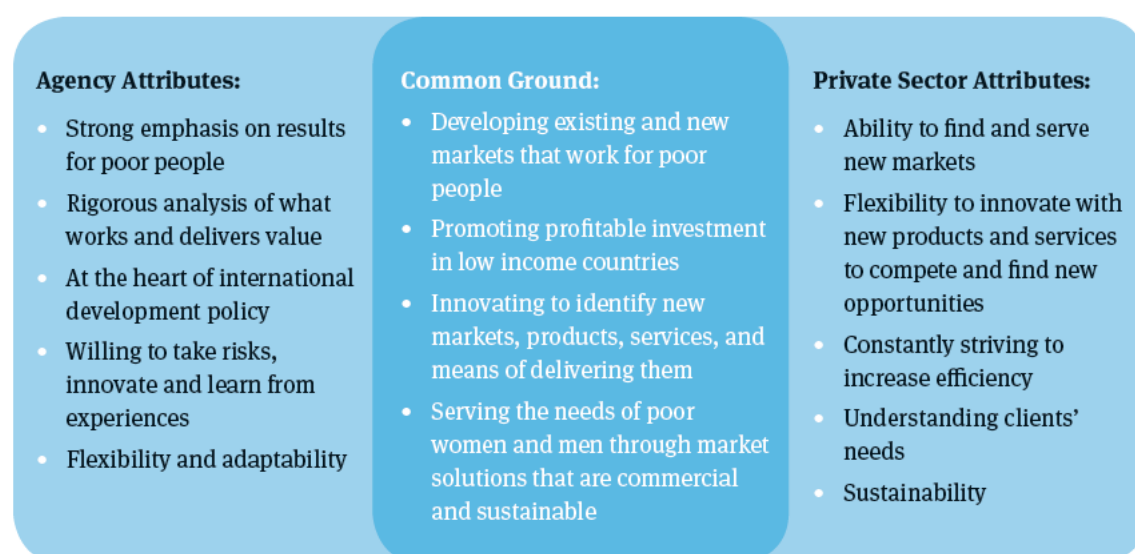 Agency Attributes:
• Strong emphasis on results
for poor people
• Rigorous analysis of what
works and delivers value
• At the heart of international
development policy
• Willing to take risks,
innovate and learn from
experiences
• Flexibility and adaptability
Common Ground:
• Developing existing and new
markets that work for poor
people
• Promoting profitable investment
in low income countries
• Innovating to identify new
markets, products, services, and
means of delivering them
• Serving the needs of poor
women and men through market
solutions that are commercial
and sustainable
Private Sector Attributes:
• Ability to find and serve
new markets
• Flexibility to innovate with
new products and services
to compete and find new
opportunities
• Constantly striving to
increase efficiency
• Understanding clients’
needs
• Sustainability